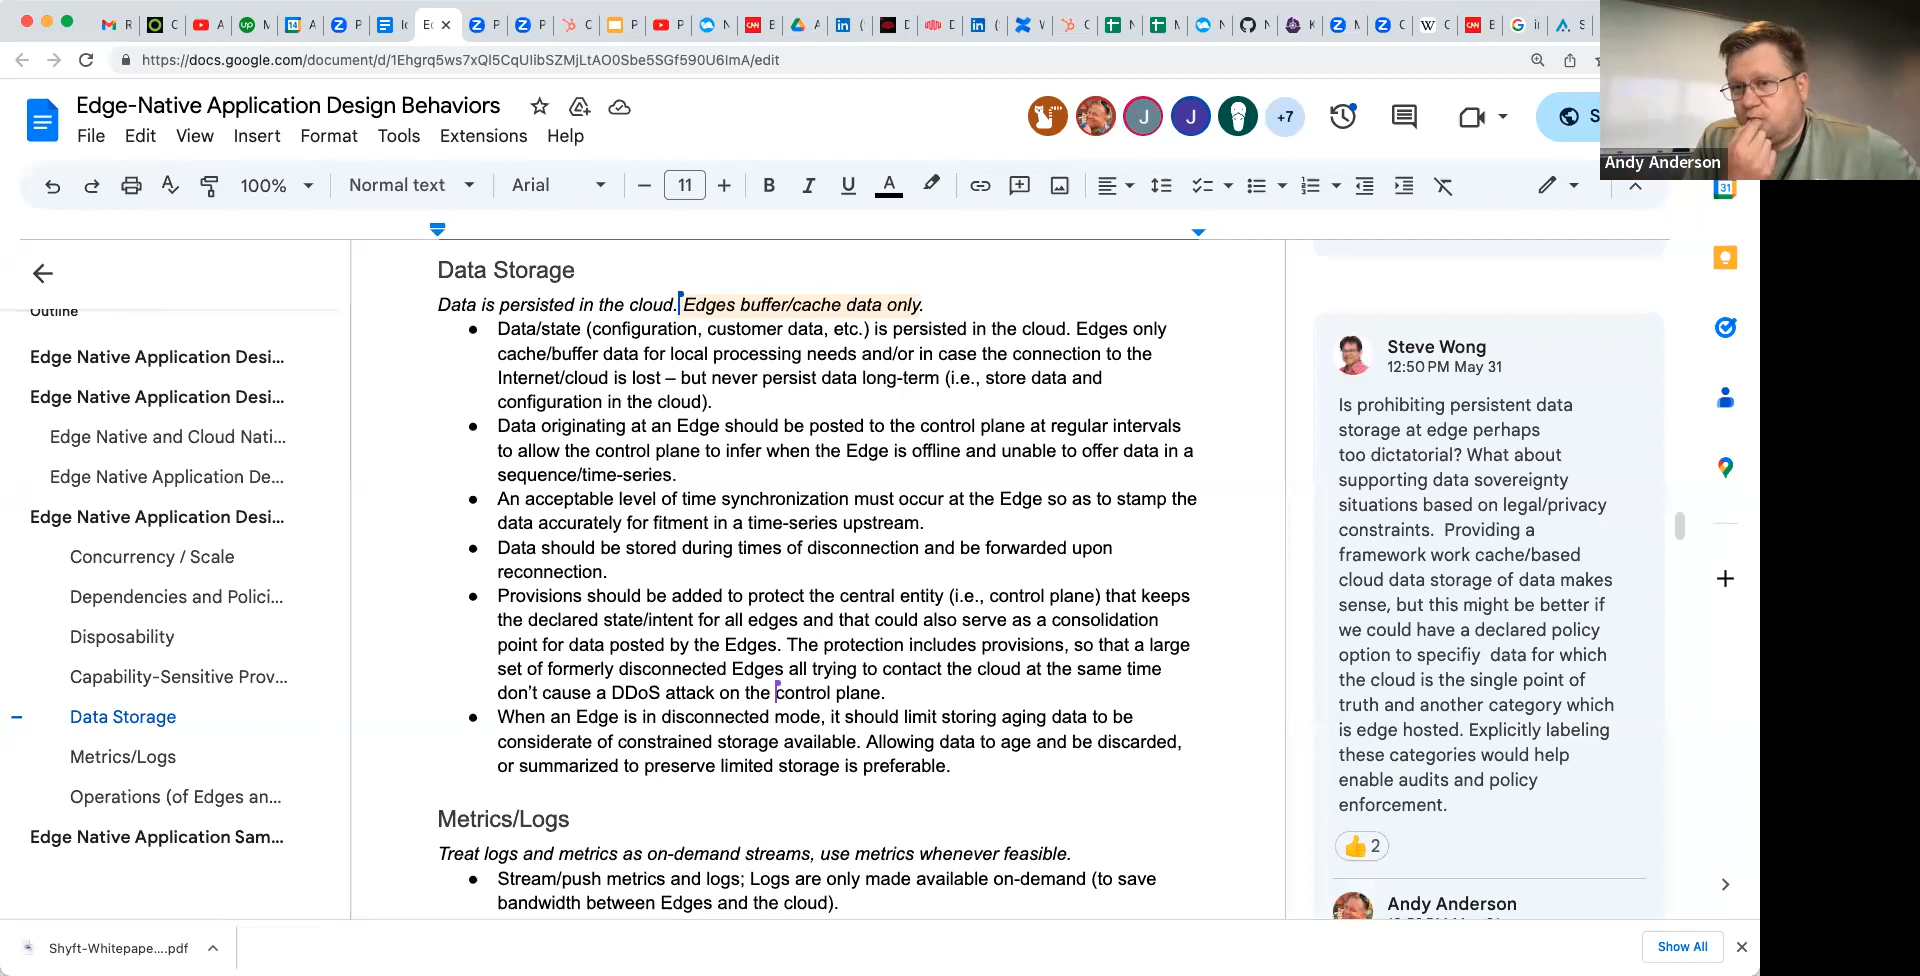 https://docs.google.com/document/d/1Ehgrq5ws7xQl5CqUIibSZMjLtAO0Sbe5SGf590U6ImA/edit
Edge-Native Application Design Behaviors
File Edit View Insert Format Tools Extensions Help
J J +7
100% Normal text Arial 11
Andy Anderson
Outline
Edge Native Application Desi...
Edge Native Application Desi...
Edge Native and Cloud Nati...
Edge Native Application De...
Edge Native Application Desi...
Concurrency / Scale
Dependencies and Polici...
Disposability
Capability-Sensitive Prov...
Data Storage
Metrics/Logs
Operations (of Edges an...
Edge Native Application Sam...
Data Storage
Data is persisted in the cloud. Edges buffer/cache data only.
● Data/state (configuration, customer data, etc.) is persisted in the cloud. Edges only
cache/buffer data for local processing needs and/or in case the connection to the
Internet/cloud is lost – but never persist data long-term (i.e., store data and
configuration in the cloud).
● Data originating at an Edge should be posted to the control plane at regular intervals
to allow the control plane to infer when the Edge is offline and unable to offer data in a
sequence/time-series.
● An acceptable level of time synchronization must occur at the Edge so as to stamp the
data accurately for fitment in a time-series upstream.
● Data should be stored during times of disconnection and be forwarded upon
reconnection.
● Provisions should be added to protect the central entity (i.e., control plane) that keeps
the declared state/intent for all edges and that could also serve as a consolidation
point for data posted by the Edges. The protection includes provisions, so that a large
set of formerly disconnected Edges all trying to contact the cloud at the same time
don't cause a DDoS attack on the control plane.
● When an Edge is in disconnected mode, it should limit storing aging data to be
considerate of constrained storage available. Allowing data to age and be discarded,
or summarized to preserve limited storage is preferable.
Metrics/Logs
Treat logs and metrics as on-demand streams, use metrics whenever feasible.
● Stream/push metrics and logs; Logs are only made available on-demand (to save
bandwidth between Edges and the cloud).
Steve Wong
12:50 PM May 31
Is prohibiting persistent data
storage at edge perhaps
too dictatorial? What about
supporting data sovereignty
situations based on legal/privacy
constraints. Providing a
framework work cache/based
cloud data storage of data makes
sense, but this might be better if
we could have a declared policy
option to specifiy data for which
the cloud is the single point of
truth and another category which
is edge hosted. Explicitly labeling
these categories would help
enable audits and policy
enforcement.
👍 2
Andy Anderson
31
Shyft-Whitepape....pdf
Show All